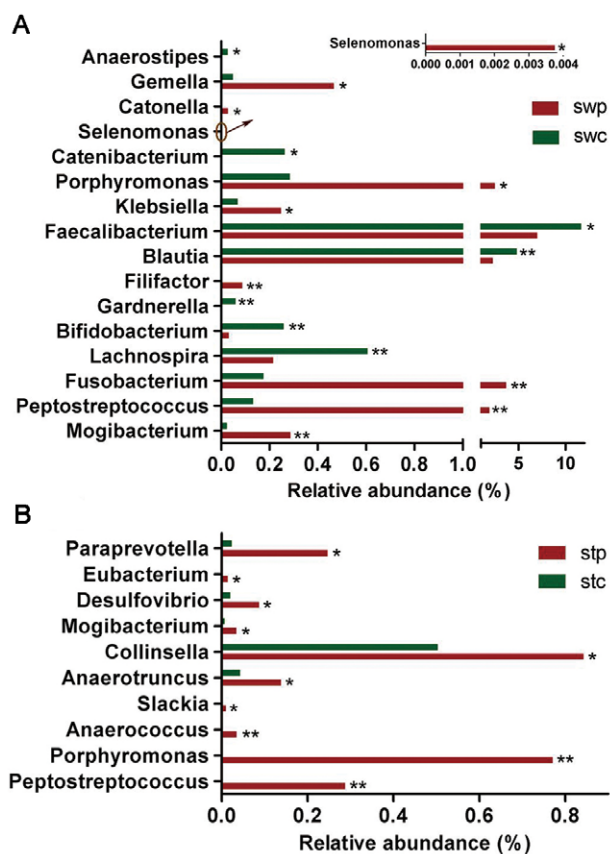 A
Selenomonas *
0.000 0.001 0.002 0.003 0.004
swp
swc
Anaerostipes *
Gemella *
Catonella *
Selenomonas
Catenibacterium *
Porphyromonas *
Klebsiella *
Faecalibacterium *
Blautia **
Filifactor **
Gardnerella **
Bifidobacterium **
Lachnospira **
Fusobacterium **
Peptostreptococcus **
Mogibacterium **
0.0 0.2 0.4 0.6 0.8 1.0 5 10
Relative abundance (%)
B
stp
stc
Paraprevotella *
Eubacterium *
Desulfovibrio *
Mogibacterium *
Collinsella *
Anaerotruncus *
Slackia *
Anaerococcus **
Porphyromonas **
Peptostreptococcus **
0.0 0.2 0.4 0.6 0.8
Relative abundance (%)